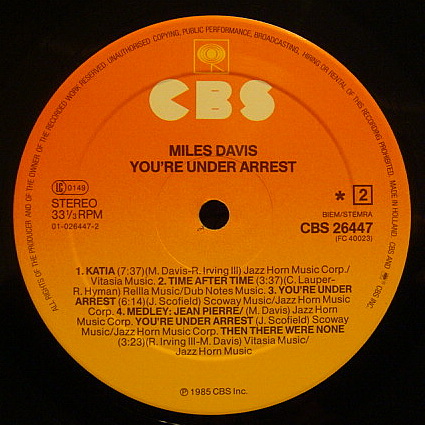 ALL RIGHTS OF THE PRODUCER AND OF THE OWNER OF THE RECORDED WORK RESERVED. UNAUTHORISED COPYING, PUBLIC PERFORMANCE, BROADCASTING, HIRING OR RENTAL OF THIS RECORDING PROHIBITED. MADE IN HOLLAND. CBS AND CBS INC
CBS
MILES DAVIS
YOU'RE UNDER ARREST
LC 0149
STEREO
33⅓ RPM
01-026447-2
* 2
BIEM/STEMRA
CBS 26447
(FC 40023)
1. KATIA (7:37)(M. Davis-R. Irving III) Jazz Horn Music Corp./
Vitasia Music. 2. TIME AFTER TIME (3:37)(C. Lauper-
R. Hyman) Reilla Music/Dub Notes Music. 3. YOU'RE UNDER
ARREST (6:14)(J. Scofield) Scoway Music/Jazz Horn Music
Corp. 4. MEDLEY: JEAN PIERRE/ (M. Davis) Jazz Horn
Music Corp. YOU'RE UNDER ARREST (J. Scofield) Scoway
Music/Jazz Horn Music Corp. THEN THERE WERE NONE
(3:23)(R. Irving III-M. Davis) Vitasia Music/
Jazz Horn Music
℗ 1985 CBS Inc.